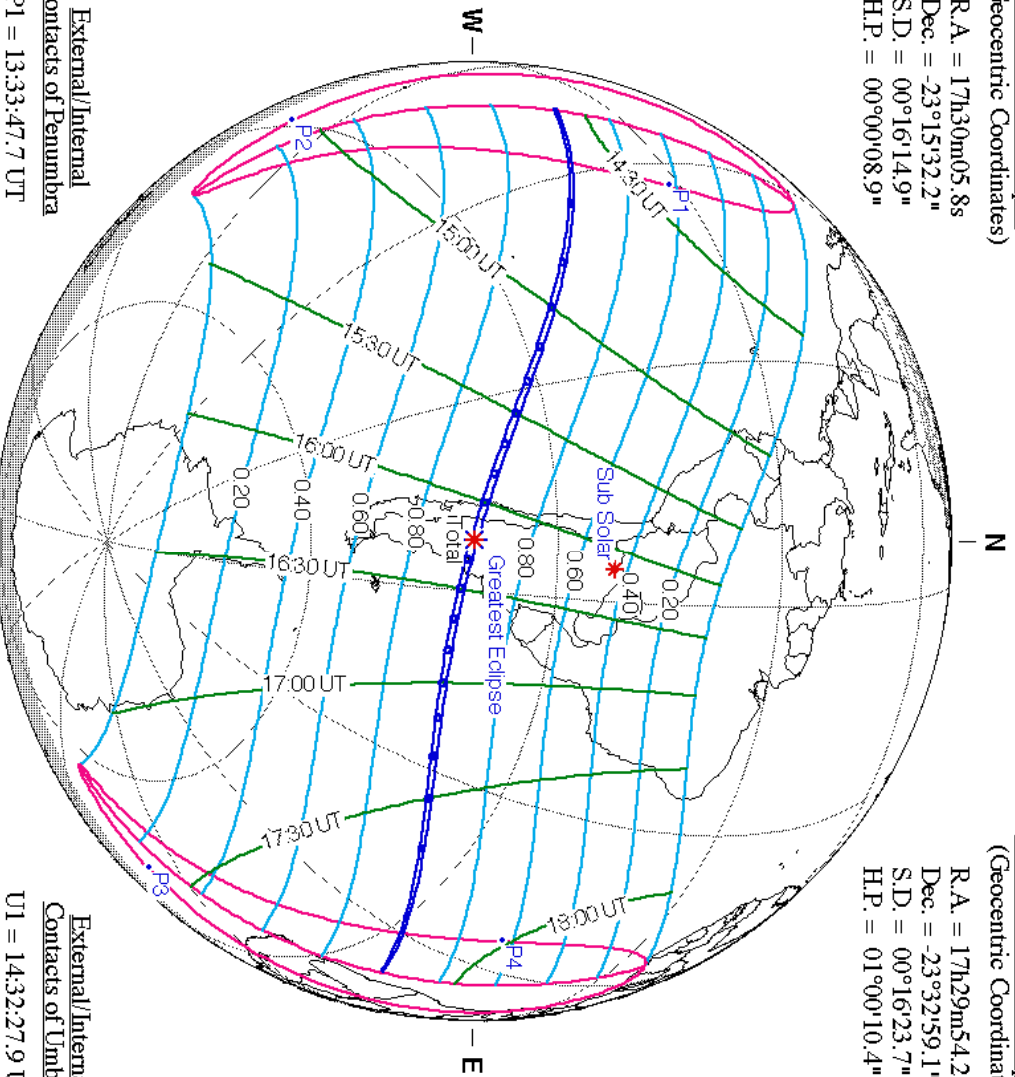 Geocentric Coordinates)
R.A. = 17h30m05.8s
Dec. = -23°15'32.2"
S.D. = 00°16'14.9"
H.P. = 00°00'08.9"
(Geocentric Coordinat
R.A. = 17h29m54.2
Dec. = -23°32'59.1"
S.D. = 00°16'23.7"
H.P. = 01°00'10.4"
N
W
E
P1
P2
P3
P4
14:30 UT
15:00 UT
15:30 UT
16:00 UT
16:30 UT
17:00 UT
17:30 UT
18:00 UT
Sub Solar
Greatest Eclipse
0.20
0.40
0.60
0.80
Total
0.80
0.60
0.40
0.20
External/Internal
ontacts of Penumbra
P1 = 13:33:47.7 UT
External/Interna
Contacts of Umb
U1 = 14:32:27.9 U